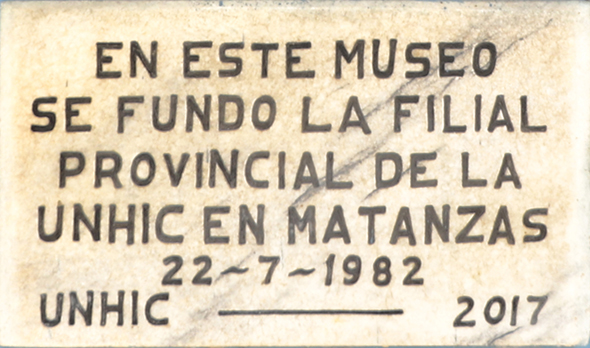 EN ESTE MUSEO
SE FUNDO LA FILIAL
PROVINCIAL DE LA
UNHIC EN MATANZAS
22~7~1982
UNHIC — 2017